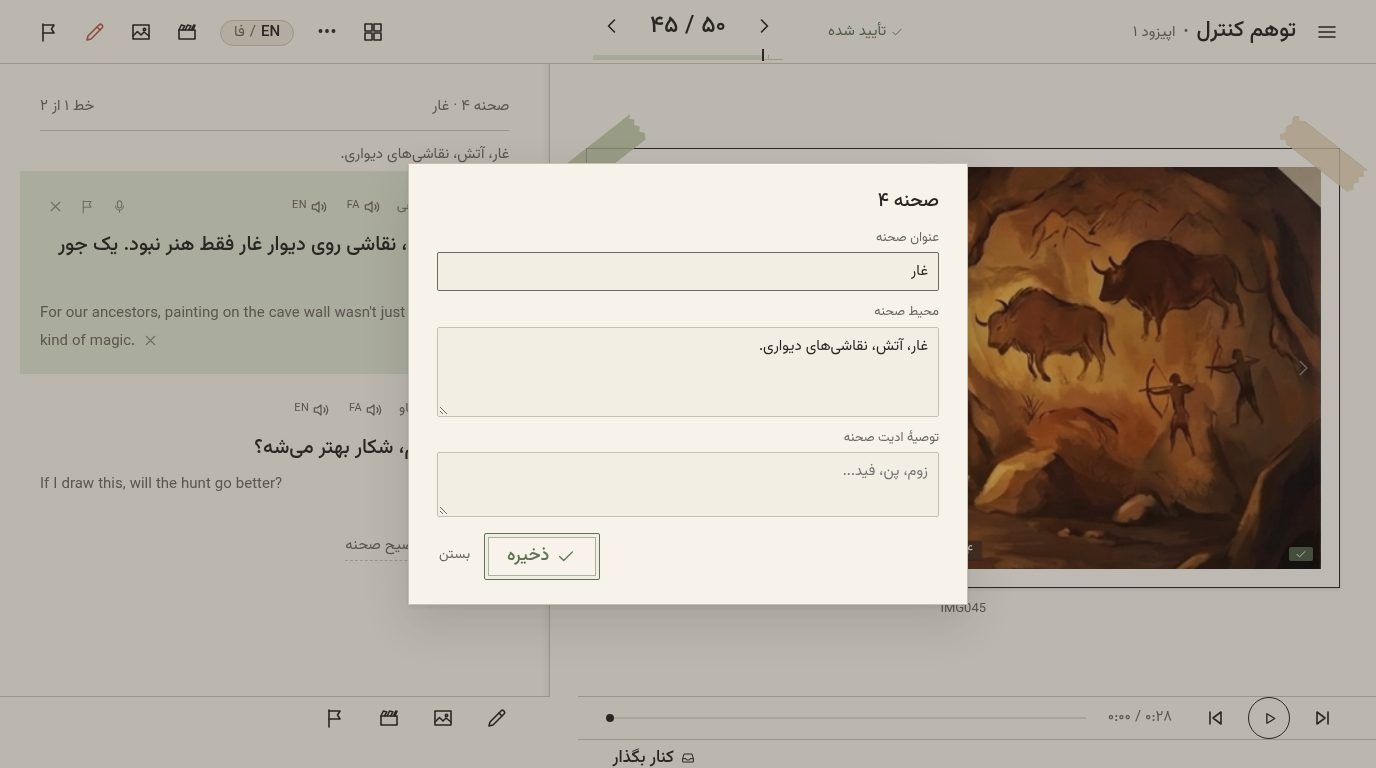 توهم کنترل • اپیزود ۱
تأیید شده
۴۵ / ۵۰
EN / فا
صحنه ۴ · غار
خط ۱ از ۲
غار، آتش، نقاشی‌های دیواری.
FA
EN
، نقاشی روی دیوار غار فقط هنر نبود. یک جور
For our ancestors, painting on the cave wall wasn't just
kind of magic.
FA
EN
، شکار بهتر می‌شه؟
If I draw this, will the hunt go better?
صحنه
صحنه ۴
عنوان صحنه
غار
محیط صحنه
غار، آتش، نقاشی‌های دیواری.
توصیهٔ ادیت صحنه
زوم، پن، فید...
ذخیره
بستن
IMG045
۰:۰۰ / ۰:۲۸
کنار بگذار